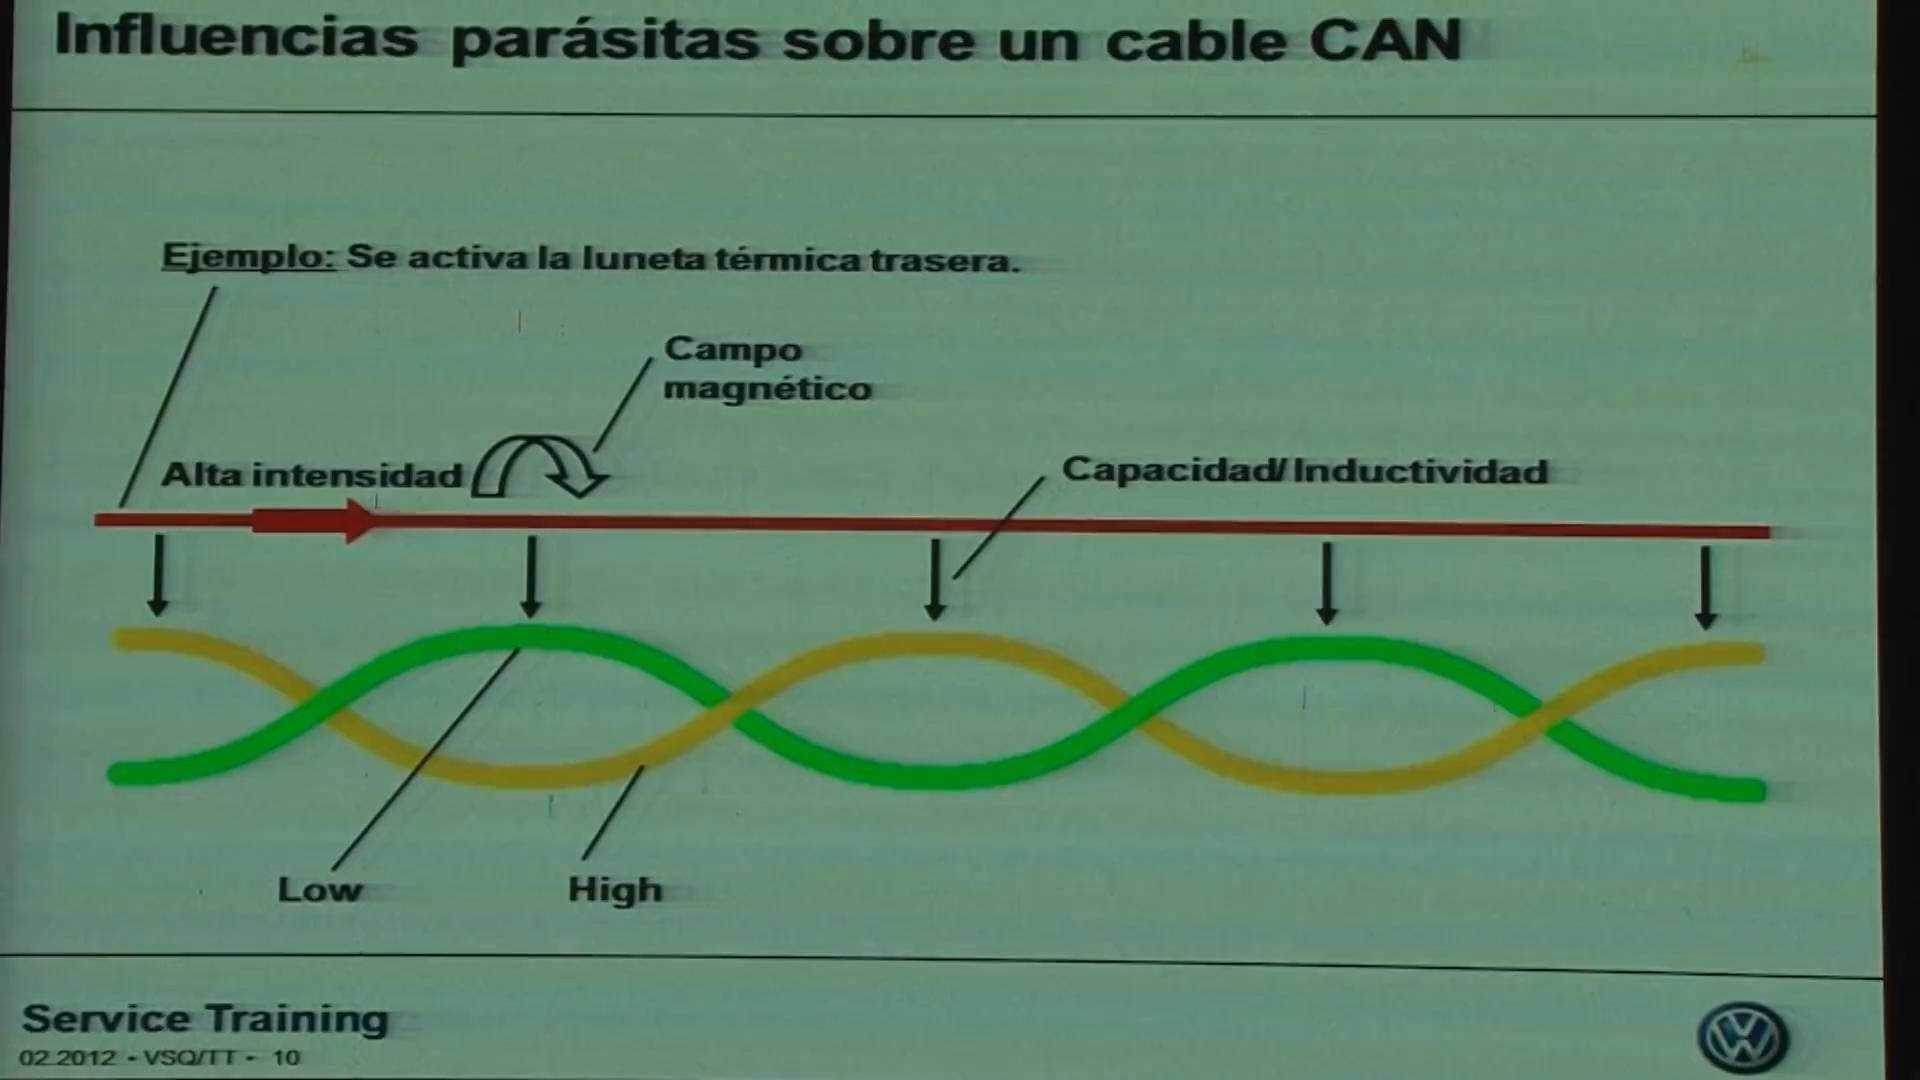 Influencias parásitas sobre un cable CAN
Ejemplo: Se activa la luneta térmica trasera.
Campo
magnético
Alta intensidad
Capacidad/Inductividad
Low
High
Service Training
02.2012 - VSQ/TT - 10
VW